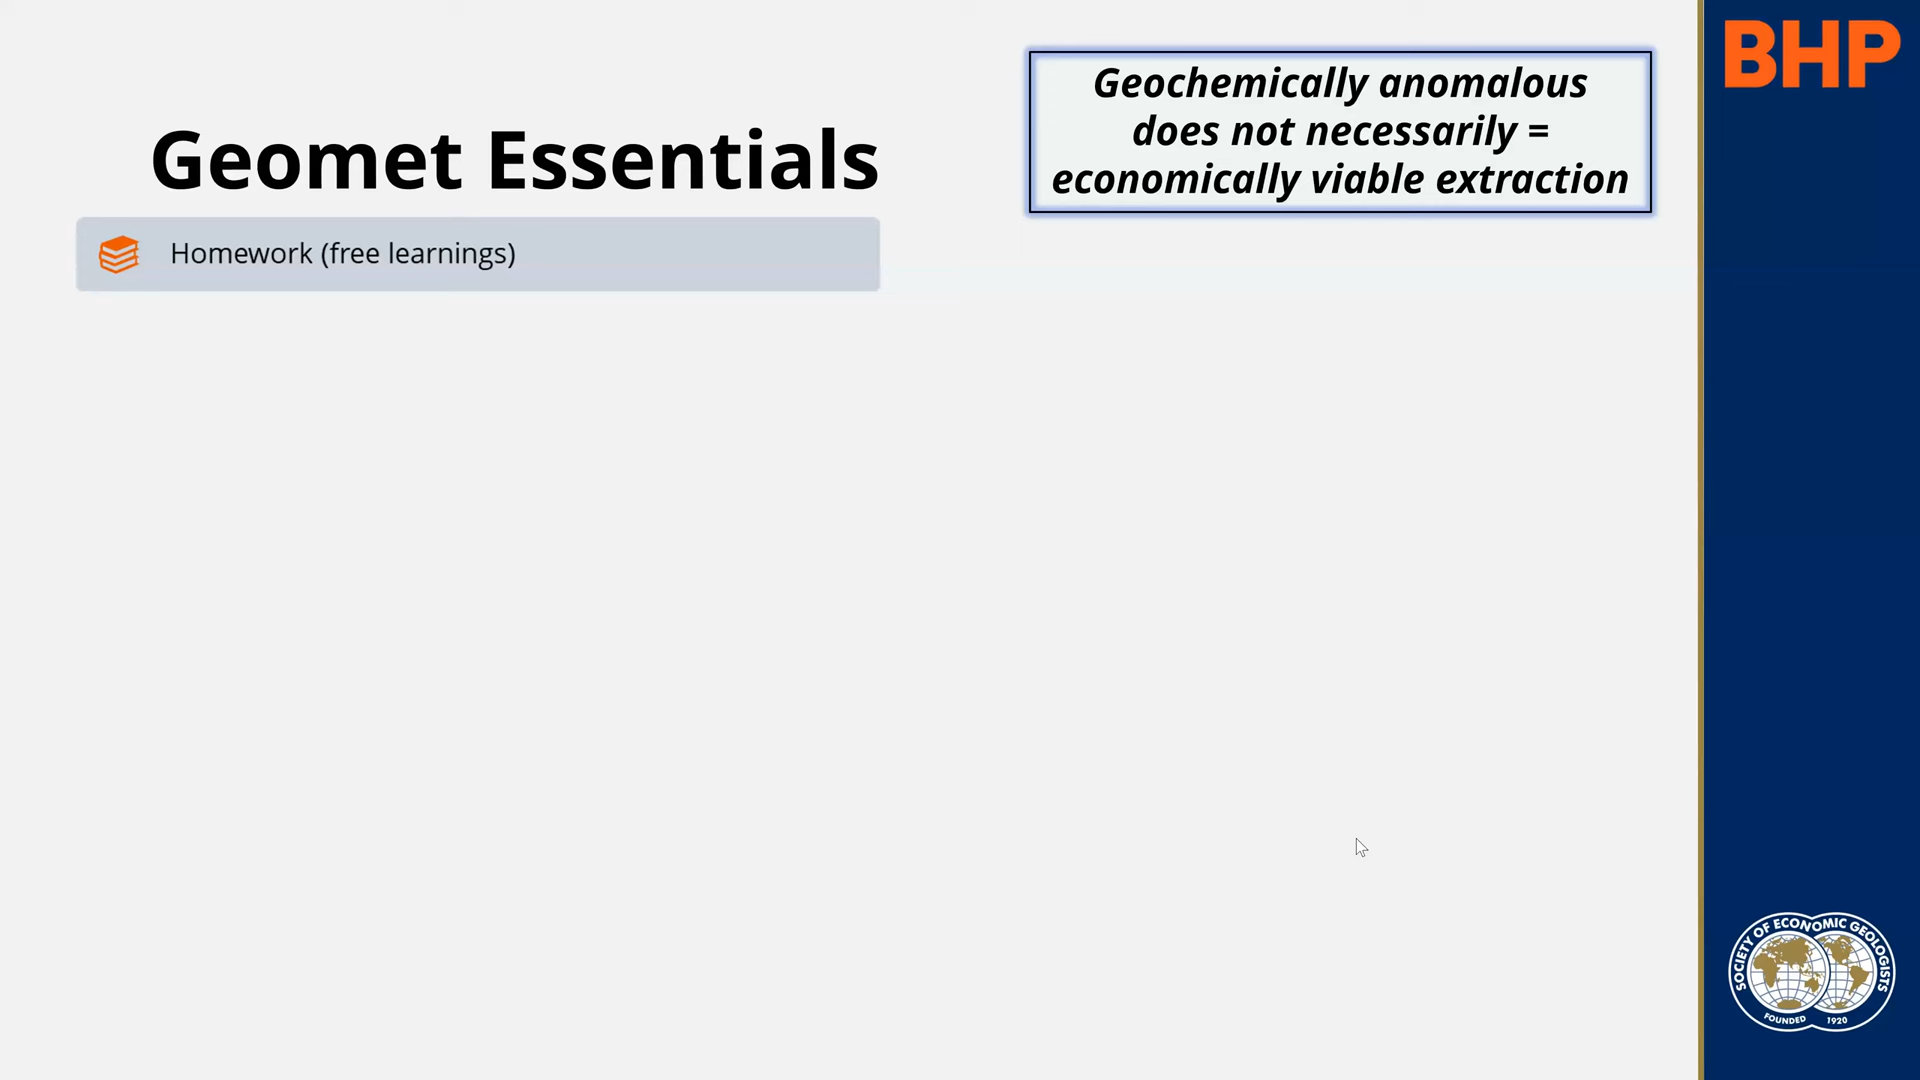 Geomet Essentials
Geochemically anomalous
does not necessarily =
economically viable extraction
Homework (free learnings)
BHP
SOCIETY OF ECONOMIC GEOLOGISTS
FOUNDED 1920